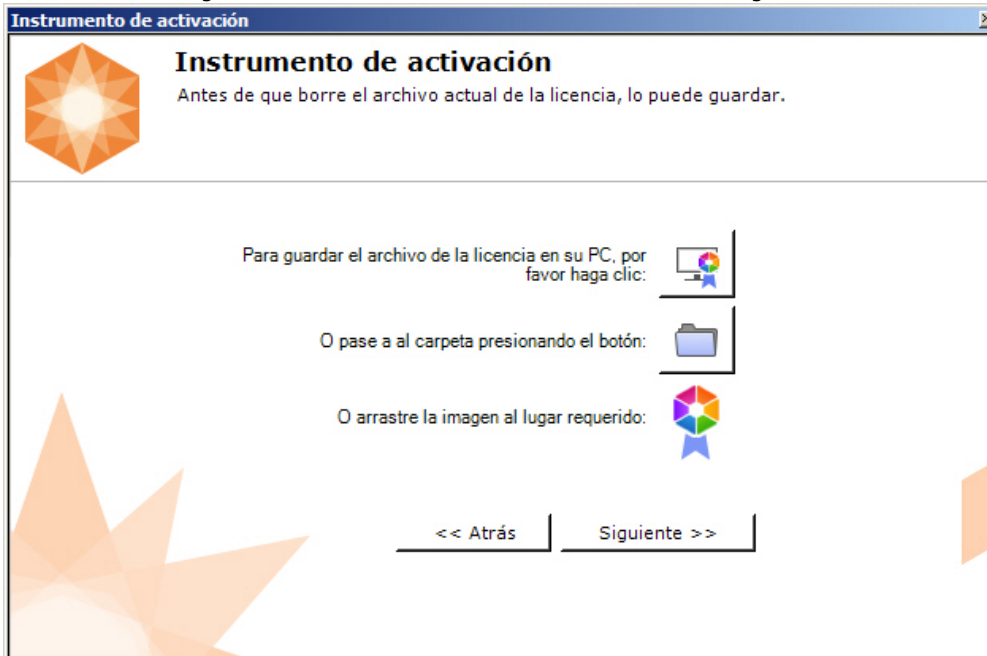 Instrumento de activación
Instrumento de activación
Antes de que borre el archivo actual de la licencia, lo puede guardar.
Para guardar el archivo de la licencia en su PC, por
favor haga clic:
O pase a al carpeta presionando el botón:
O arrastre la imagen al lugar requerido:
<< Atrás
Siguiente >>